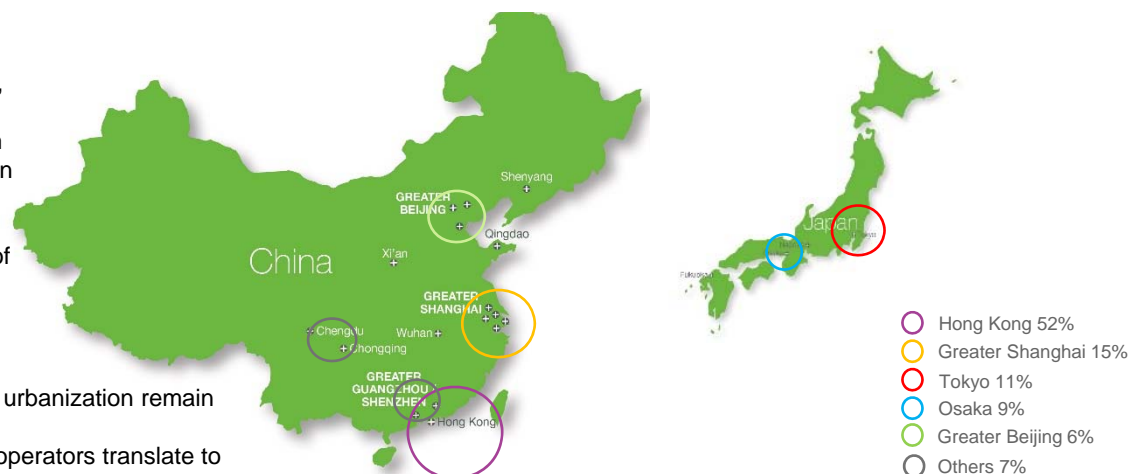 ,
n
n
of
urbanization remain
operators translate to
Shenyang
GREATER
BEIJING
Qingdao
Xi'an
China
GREATER
SHANGHAI
Chengdu
Wuhan
Chongqing
GREATER
GUANGZHOU
SHENZHEN
Hong Kong
Japan
Tokyo
Fukuoka
Hong Kong 52%
Greater Shanghai 15%
Tokyo 11%
Osaka 9%
Greater Beijing 6%
Others 7%